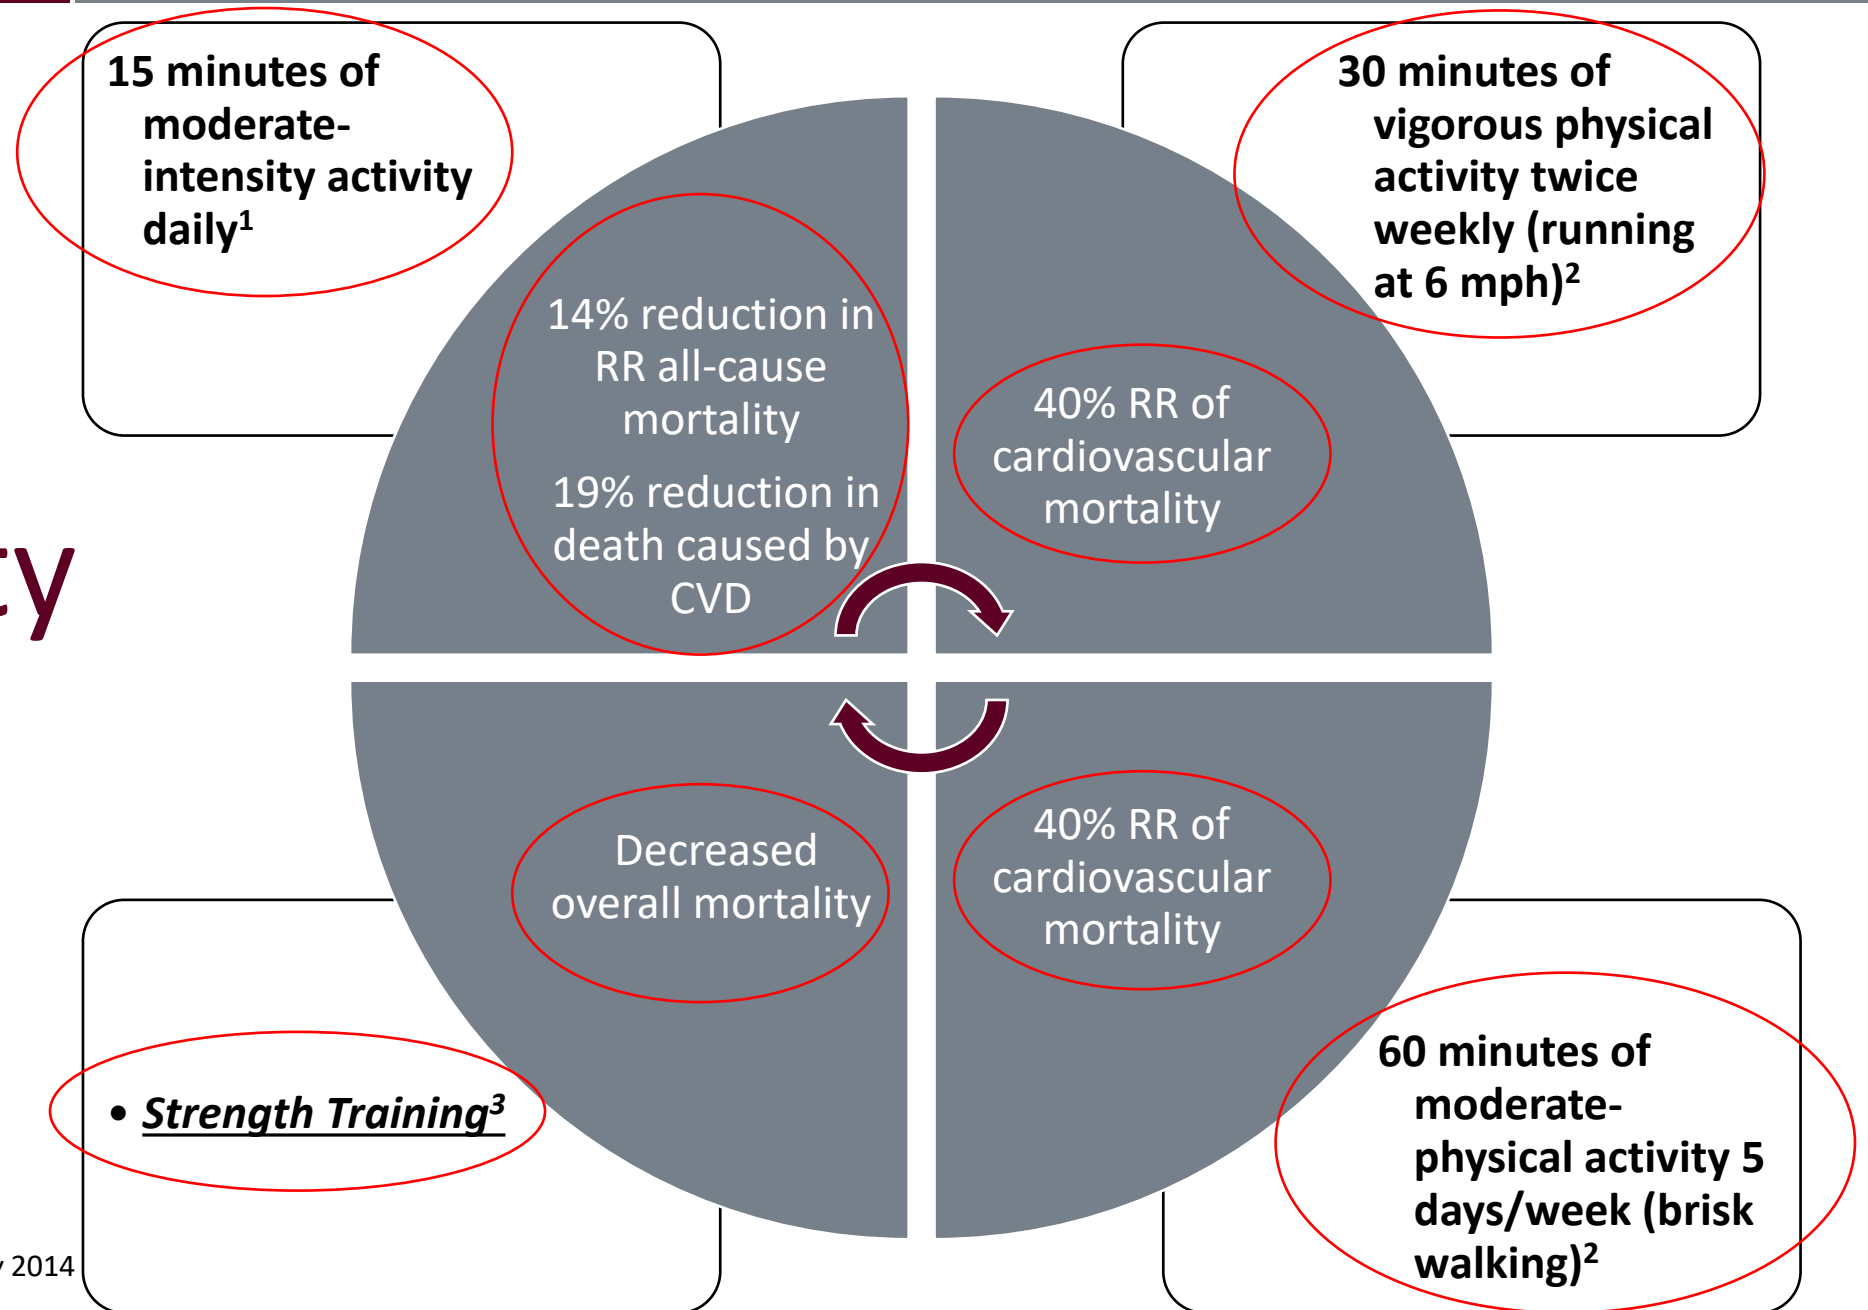 15 minutes of
moderate-
intensity activity
daily¹
30 minutes of
vigorous physical
activity twice
weekly (running
at 6 mph)²
14% reduction in
RR all-cause
mortality
19% reduction in
death caused by
CVD
40% RR of
cardiovascular
mortality
ty
Decreased
overall mortality
40% RR of
cardiovascular
mortality
• Strength Training³
60 minutes of
moderate-
physical activity 5
days/week (brisk
walking)²
2014